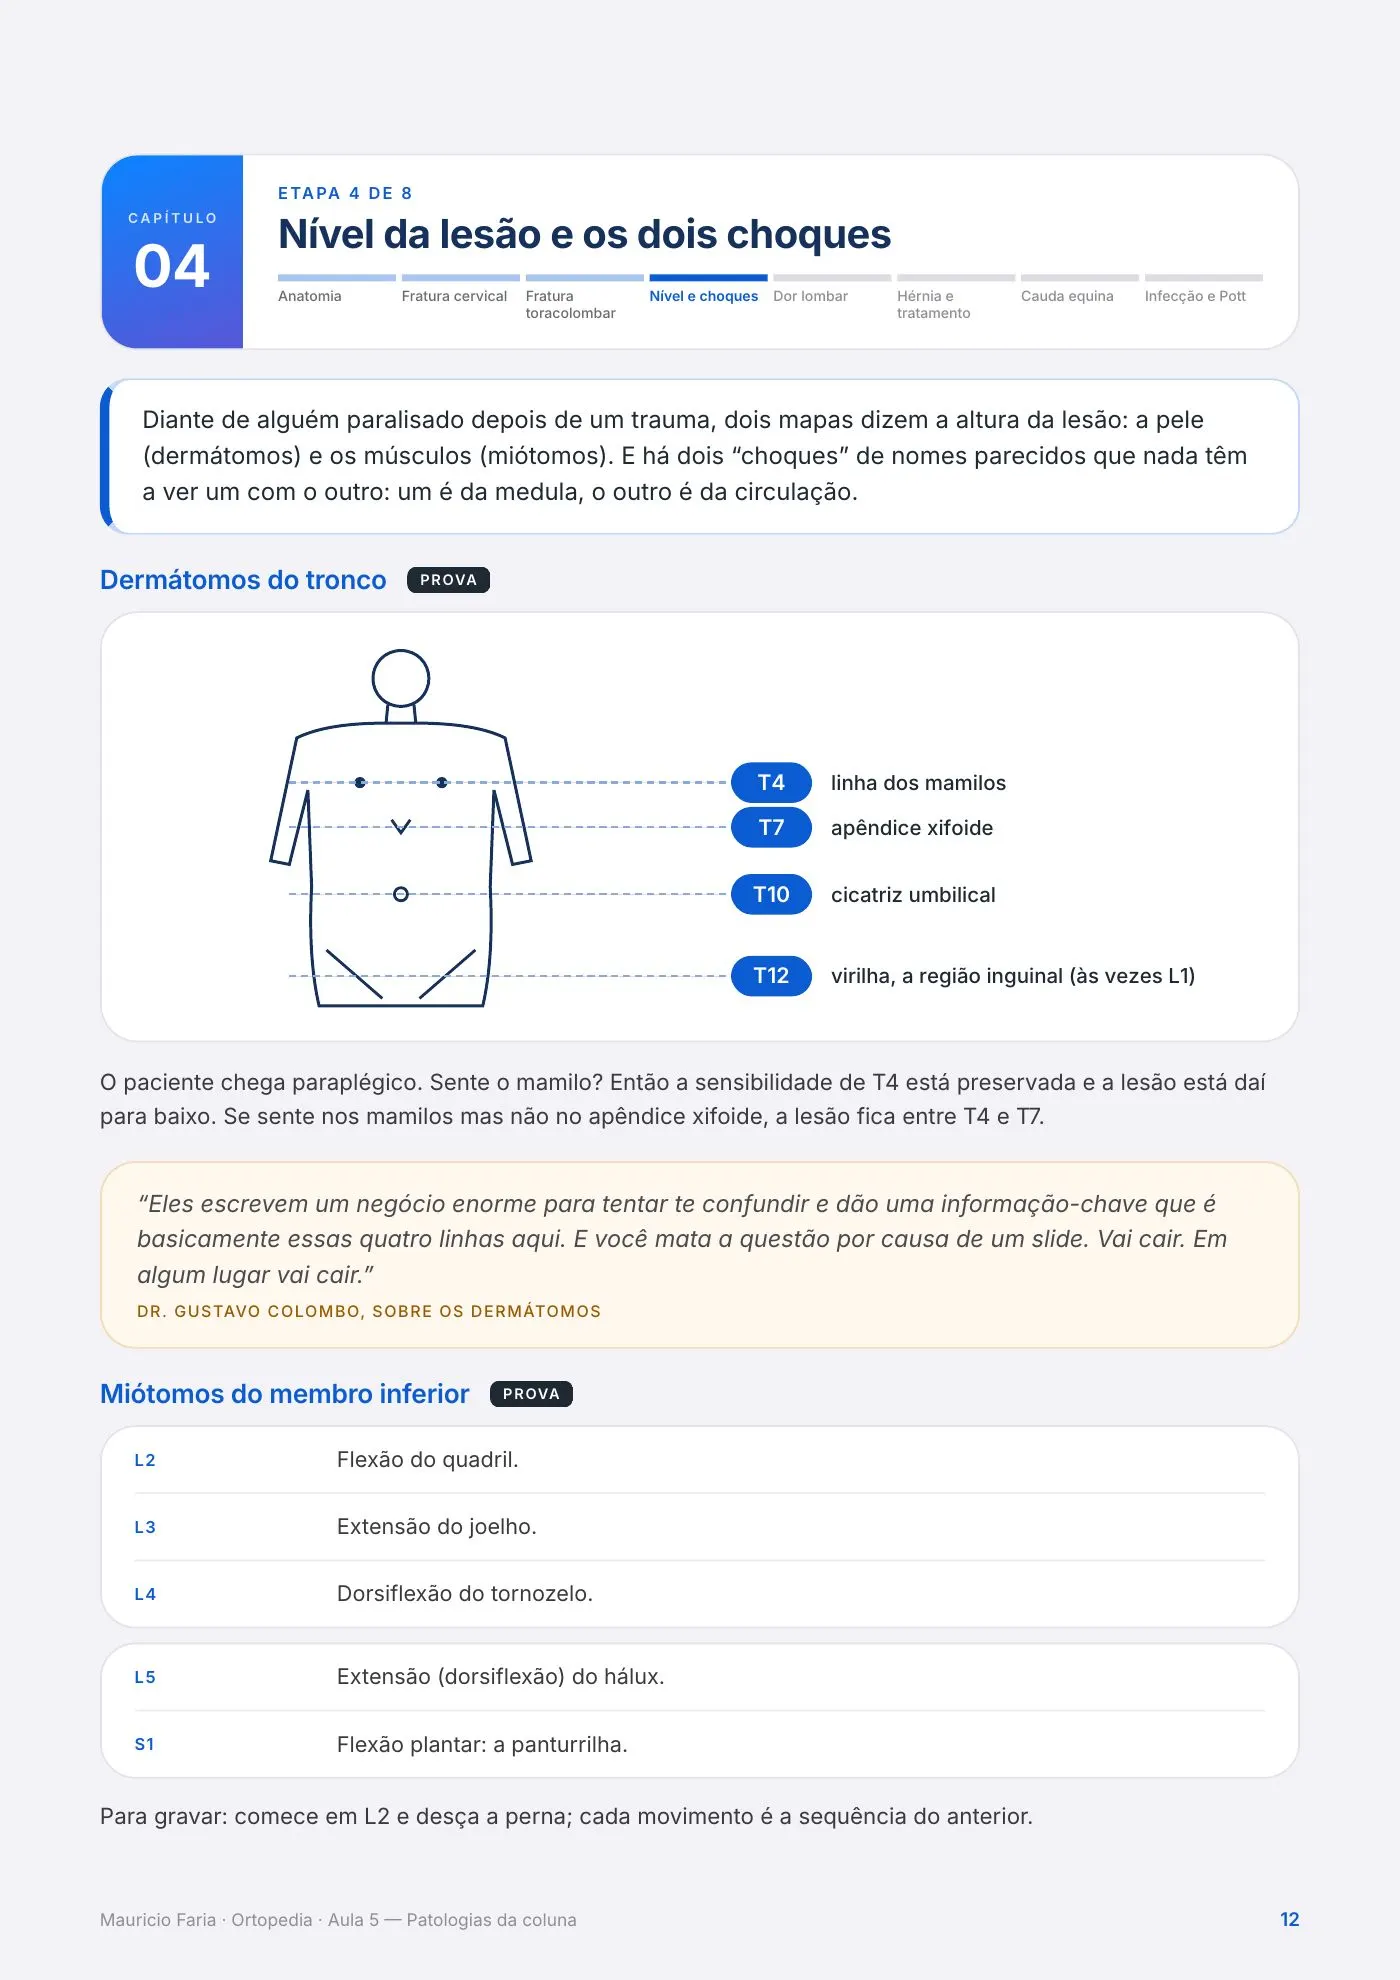 CAPÍTULO
04
ETAPA 4 DE 8
Nível da lesão e os dois choques
Anatomia
Fratura cervical
Fratura
toracolombar
Nível e choques
Dor lombar
Hérnia e
tratamento
Cauda equina
Infecção e Pott
Diante de alguém paralisado depois de um trauma, dois mapas dizem a altura da lesão: a pele
(dermátomos) e os músculos (miótomos). E há dois “choques” de nomes parecidos que nada têm
a ver um com o outro: um é da medula, o outro é da circulação.
Dermátomos do tronco PROVA
T4 linha dos mamilos
T7 apêndice xifoide
T10 cicatriz umbilical
T12 virilha, a região inguinal (às vezes L1)
O paciente chega paraplégico. Sente o mamilo? Então a sensibilidade de T4 está preservada e a lesão está daí
para baixo. Se sente nos mamilos mas não no apêndice xifoide, a lesão fica entre T4 e T7.
“Eles escrevem um negócio enorme para tentar te confundir e dão uma informação-chave que é
basicamente essas quatro linhas aqui. E você mata a questão por causa de um slide. Vai cair. Em
algum lugar vai cair.”
DR. GUSTAVO COLOMBO, SOBRE OS DERMÁTOMOS
Miótomos do membro inferior PROVA
L2 Flexão do quadril.
L3 Extensão do joelho.
L4 Dorsiflexão do tornozelo.
L5 Extensão (dorsiflexão) do hálux.
S1 Flexão plantar: a panturrilha.
Para gravar: comece em L2 e desça a perna; cada movimento é a sequência do anterior.
Mauricio Faria · Ortopedia · Aula 5 — Patologias da coluna 12